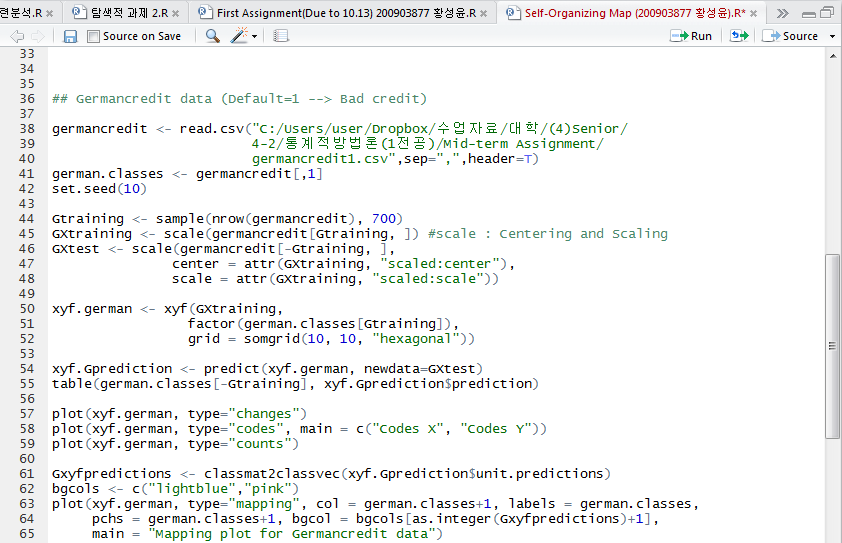 현분석.R
탐색적 과제 2.R
First Assignment(Due to 10.13) 200903877 황성윤.R
Self-Organizing Map (200903877 황성윤).R*
Source on Save
Run
Source
33
34
35
36 ## Germancredit data (Default=1 --> Bad credit)
37
38 germancredit <- read.csv("C:/Users/user/Dropbox/수업자료/대학/(4)Senior/
39 4-2/통계적방법론(1전공)/Mid-term Assignment/
40 germancredit1.csv",sep=",",header=T)
41 german.classes <- germancredit[,1]
42 set.seed(10)
43
44 Gtraining <- sample(nrow(germancredit), 700)
45 GXtraining <- scale(germancredit[Gtraining, ]) #scale : Centering and Scaling
46 GXtest <- scale(germancredit[-Gtraining, ],
47 center = attr(GXtraining, "scaled:center"),
48 scale = attr(GXtraining, "scaled:scale"))
49
50 xyf.german <- xyf(GXtraining,
51 factor(german.classes[Gtraining]),
52 grid = somgrid(10, 10, "hexagonal"))
53
54 xyf.Gprediction <- predict(xyf.german, newdata=GXtest)
55 table(german.classes[-Gtraining], xyf.Gprediction$prediction)
56
57 plot(xyf.german, type="changes")
58 plot(xyf.german, type="codes", main = c("Codes X", "Codes Y"))
59 plot(xyf.german, type="counts")
60
61 Gxyfpredictions <- classmat2classvec(xyf.Gprediction$unit.predictions)
62 bgcols <- c("lightblue","pink")
63 plot(xyf.german, type="mapping", col = german.classes+1, labels = german.classes,
64 pchs = german.classes+1, bgcol = bgcols[as.integer(Gxyfpredictions)+1],
65 main = "Mapping plot for Germancredit data")